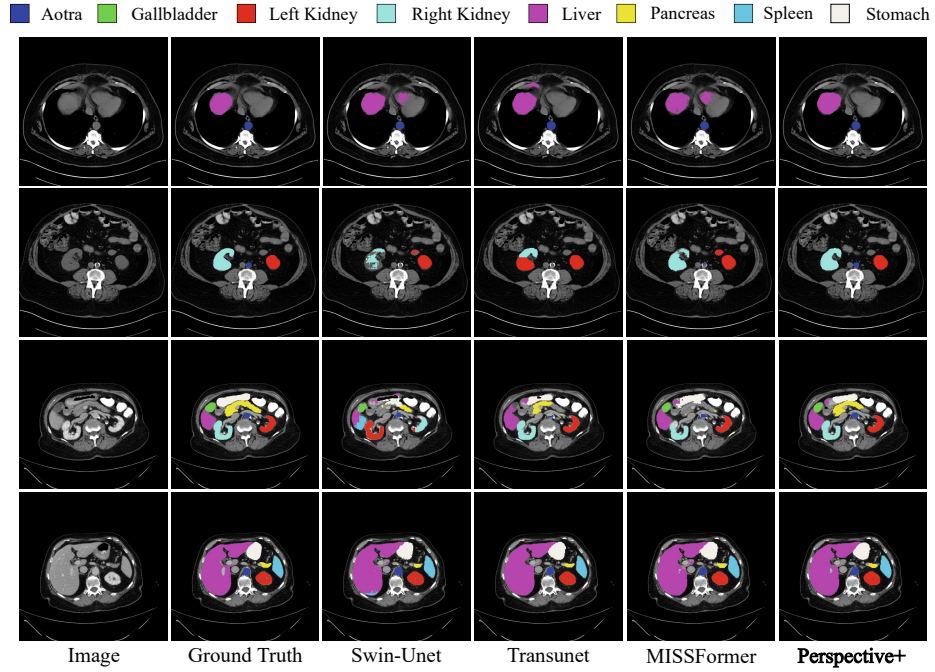 Aotra Gallbladder Left Kidney Right Kidney Liver Pancreas Spleen Stomach
Image Ground Truth Swin-Unet Transunet MISSFormer Perspective+